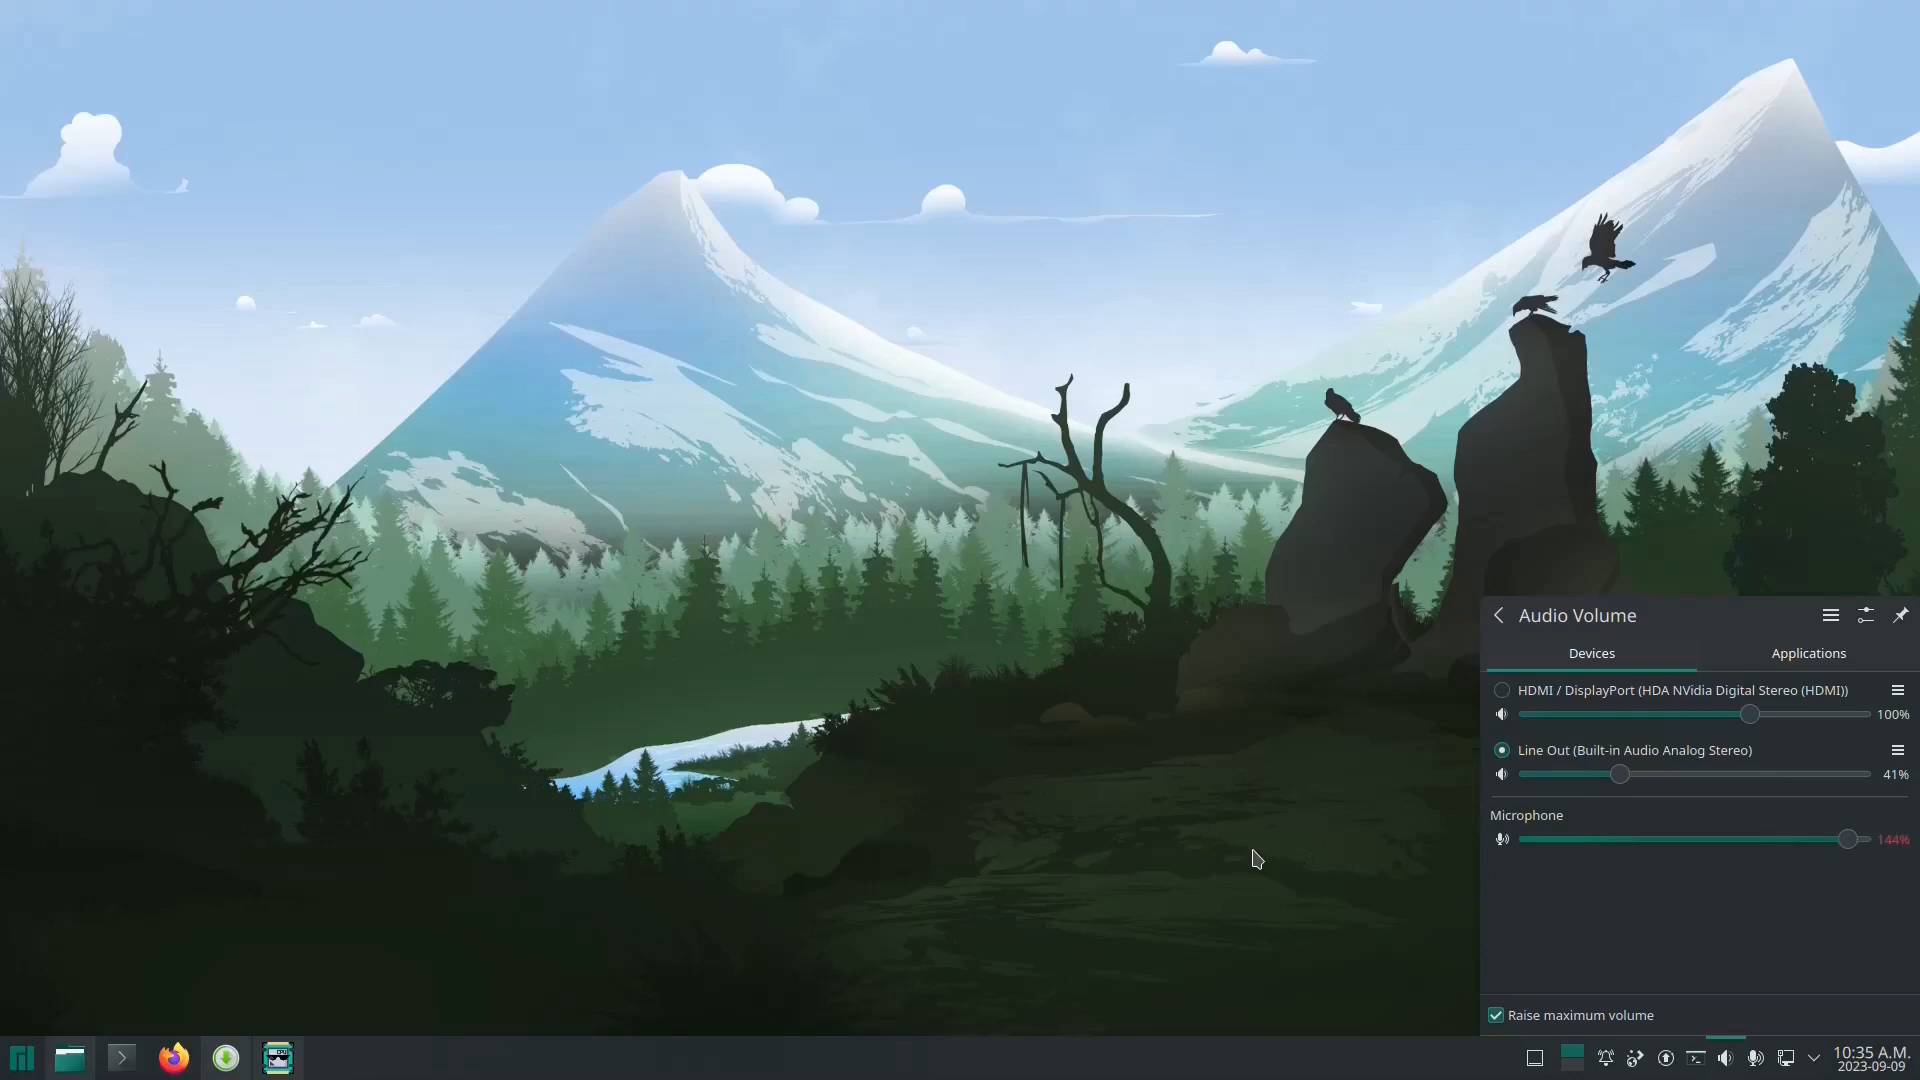 Audio Volume
Devices
Applications
HDMI / DisplayPort (HDA NVidia Digital Stereo (HDMI))
100%
Line Out (Built-in Audio Analog Stereo)
41%
Microphone
144%
Raise maximum volume
10:35 A.M.
2023-09-09